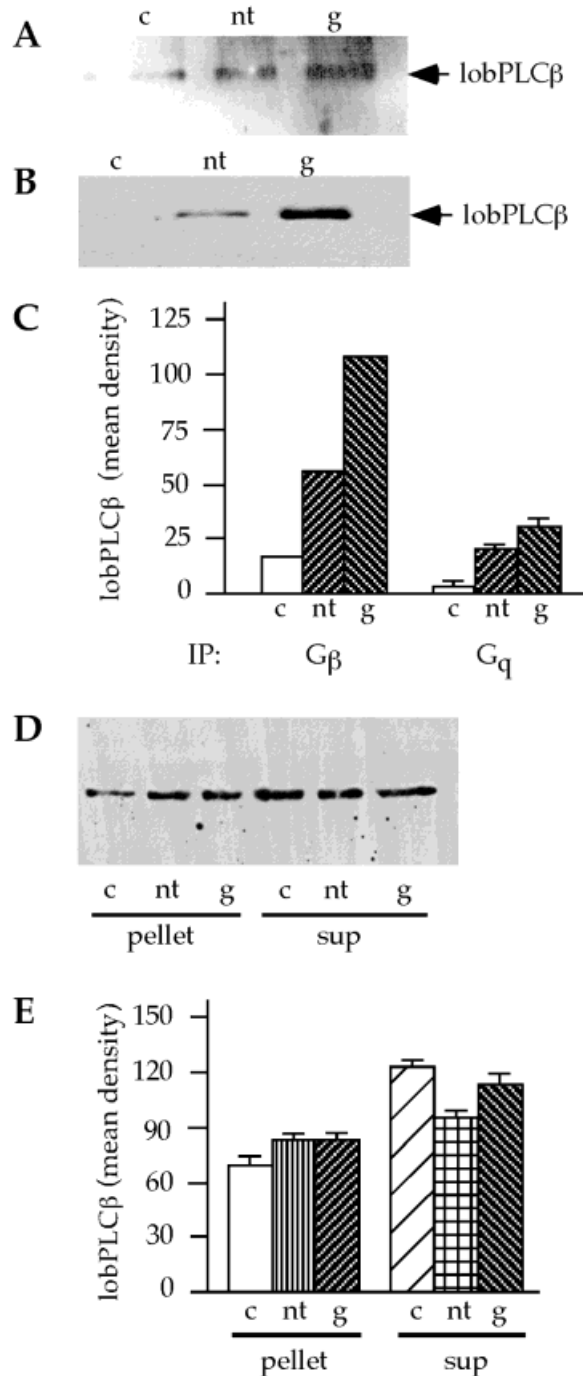 A
c nt g
lobPLCβ
B
c nt g
lobPLCβ
C
lobPLCβ (mean density)
125
100
75
50
25
0
c nt g c nt g
IP: Gβ Gq
D
c nt g c nt g
pellet sup
E
lobPLCβ (mean density)
150
120
90
60
30
0
c nt g c nt g
pellet sup